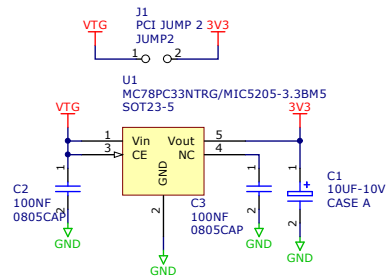 J1
VTG PCI JUMP 2 3V3
JUMP2
1 2
U1
MC78PC33NTRG/MIC5205-3.3BM5
SOT23-5
VTG 3V3
1 Vin Vout 5
3 CE NC 4
GND
C2 1 2 C3 1 1 + C1
100NF 100NF 10UF-10V
0805CAP 0805CAP CASE A
2 2 2
GND GND GND GND